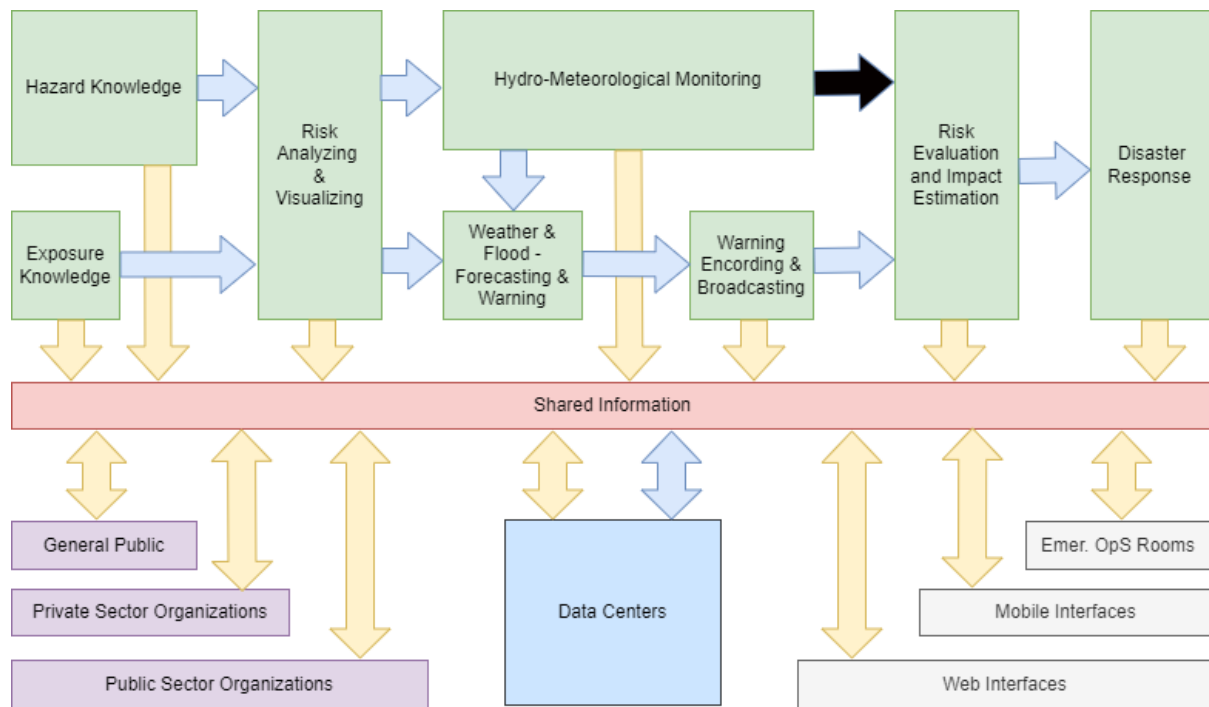 Hazard Knowledge
Risk
Analyzing
&
Visualizing
Hydro-Meteorological Monitoring
Risk
Evaluation
and Impact
Estimation
Disaster
Response
Exposure
Knowledge
Weather &
Flood -
Forecasting &
Warning
Warning
Encording &
Broadcasting
Shared Information
General Public
Private Sector Organizations
Public Sector Organizations
Data Centers
Emer. OpS Rooms
Mobile Interfaces
Web Interfaces